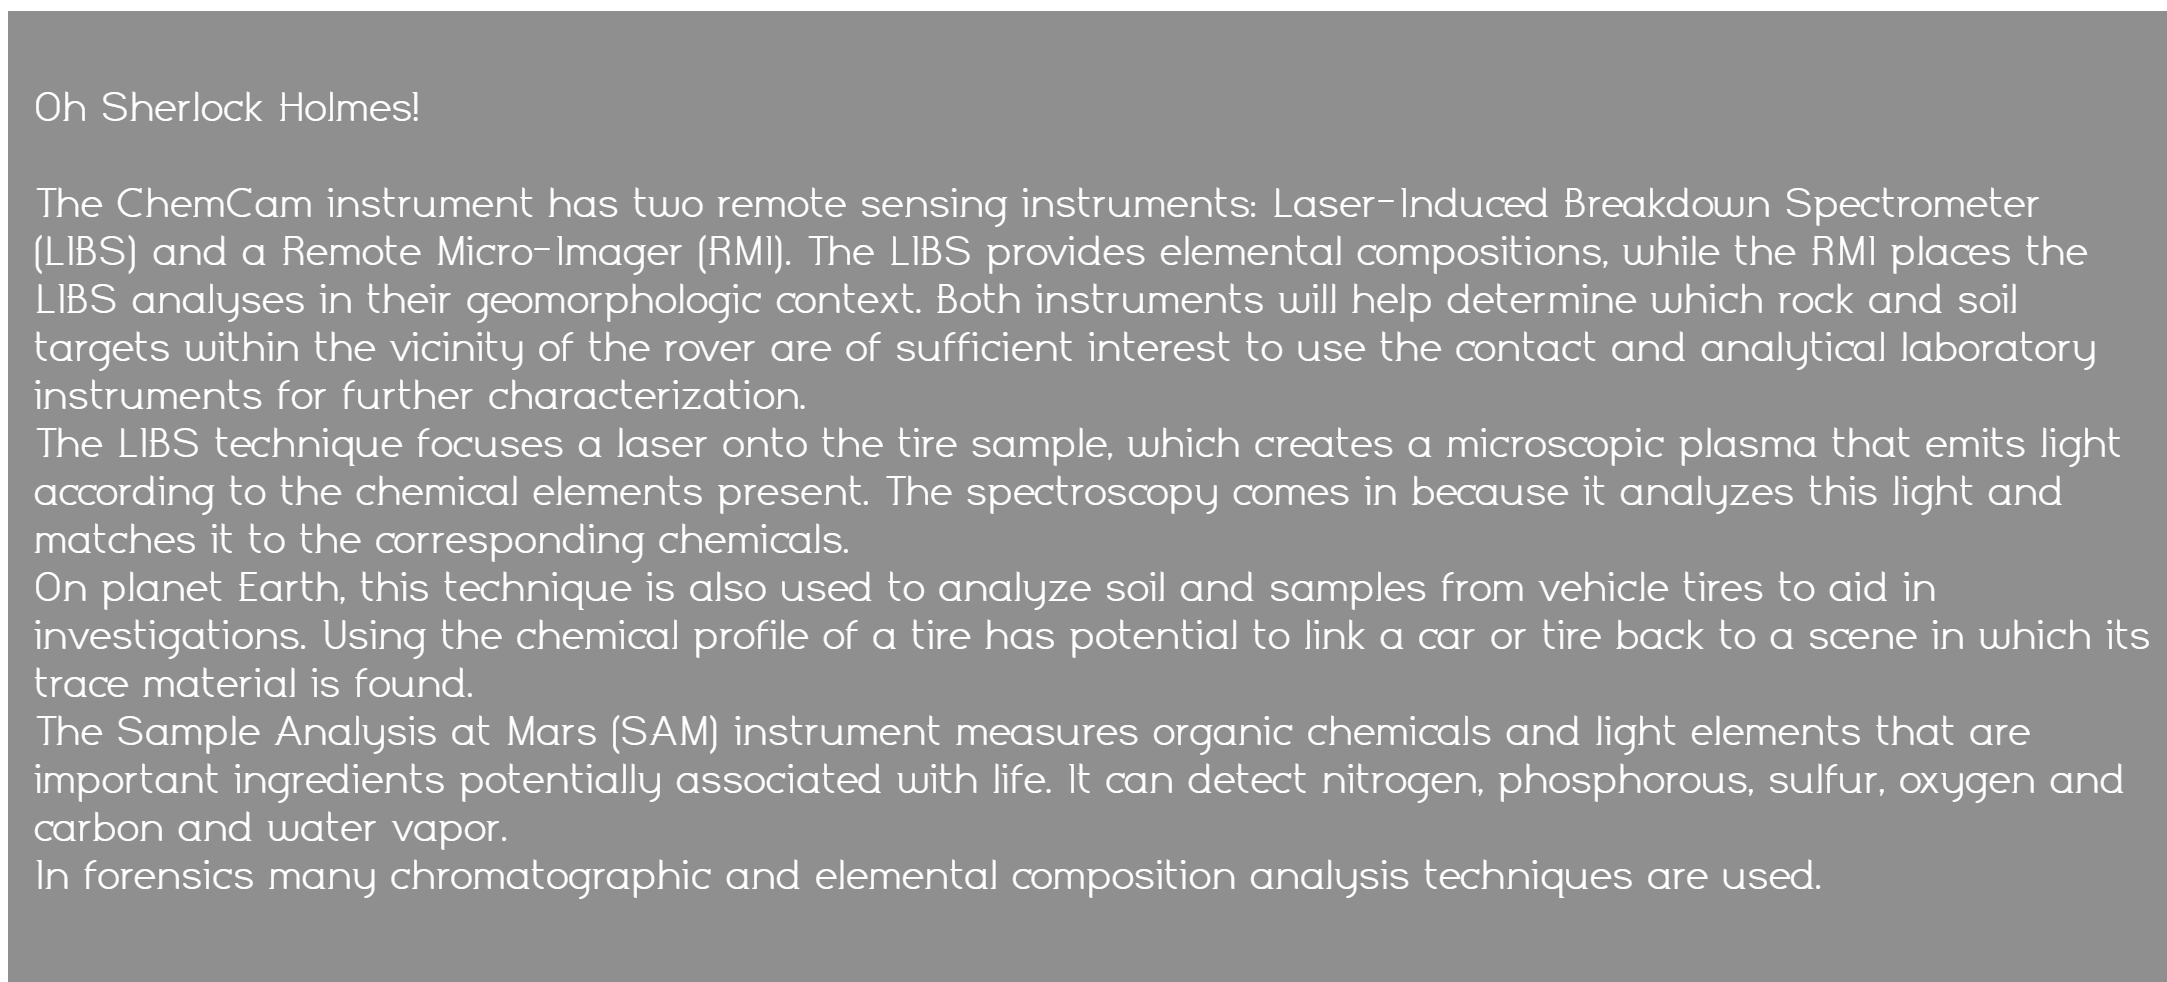 Oh Sherlock Holmes!
The ChemCam instrument has two remote sensing instruments: Laser-Induced Breakdown Spectrometer
(LIBS) and a Remote Micro-Imager (RMI). The LIBS provides elemental compositions, while the RMI places the
LIBS analyses in their geomorphologic context. Both instruments will help determine which rock and soil
targets within the vicinity of the rover are of sufficient interest to use the contact and analytical laboratory
instruments for further characterization.
The LIBS technique focuses a laser onto the tire sample, which creates a microscopic plasma that emits light
according to the chemical elements present. The spectroscopy comes in because it analyzes this light and
matches it to the corresponding chemicals.
On planet Earth, this technique is also used to analyze soil and samples from vehicle tires to aid in
investigations. Using the chemical profile of a tire has potential to link a car or tire back to a scene in which its
trace material is found.
The Sample Analysis at Mars (SAM) instrument measures organic chemicals and light elements that are
important ingredients potentially associated with life. It can detect nitrogen, phosphorous, sulfur, oxygen and
carbon and water vapor.
In forensics many chromatographic and elemental composition analysis techniques are used.